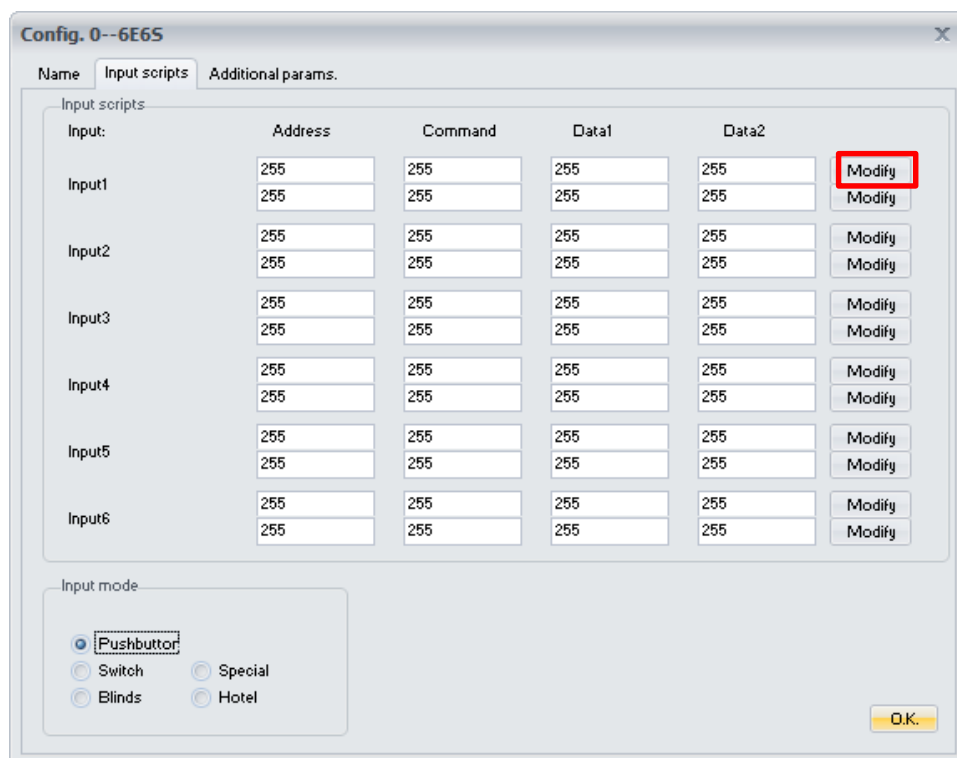 Config. 0--6E6S X
Name Input scripts Additional params.
Input scripts
Input: Address Command Data1 Data2
255 255 255 255 Modify
Input1
255 255 255 255 Modify
255 255 255 255 Modify
Input2
255 255 255 255 Modify
255 255 255 255 Modify
Input3
255 255 255 255 Modify
255 255 255 255 Modify
Input4
255 255 255 255 Modify
255 255 255 255 Modify
Input5
255 255 255 255 Modify
255 255 255 255 Modify
Input6
255 255 255 255 Modify
Input mode
Pushbutton
Switch Special
Blinds Hotel
O.K.